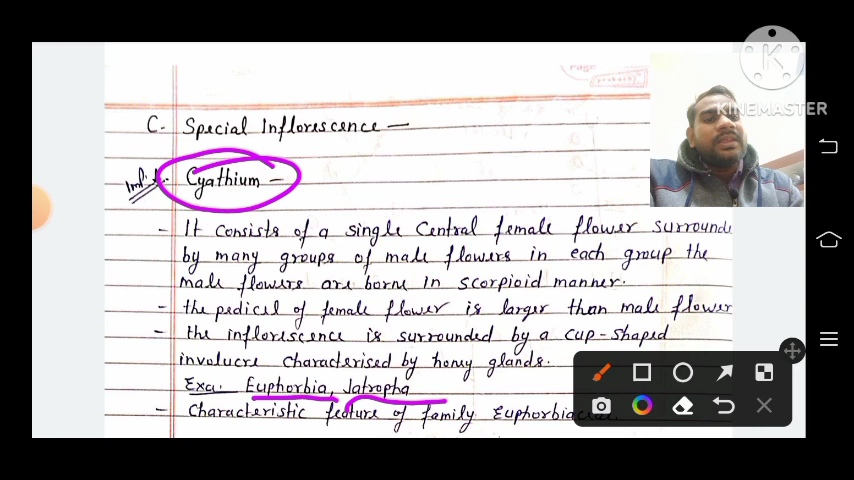 KINEMASTER
C. Special Inflorescence —
Cyathium —
- It consists of a single Central female flower surround
by many groups of male flowers in each group the
male flowers are borne in scorpioid manner.
- the pedicel of female flower is larger than male flower
- the inflorescence is surrounded by a cup-shaped
involucre characterised by honey glands.
Exa. Euphorbia, Jatropha
- Characteristic feature of family Euphorbiaceae.